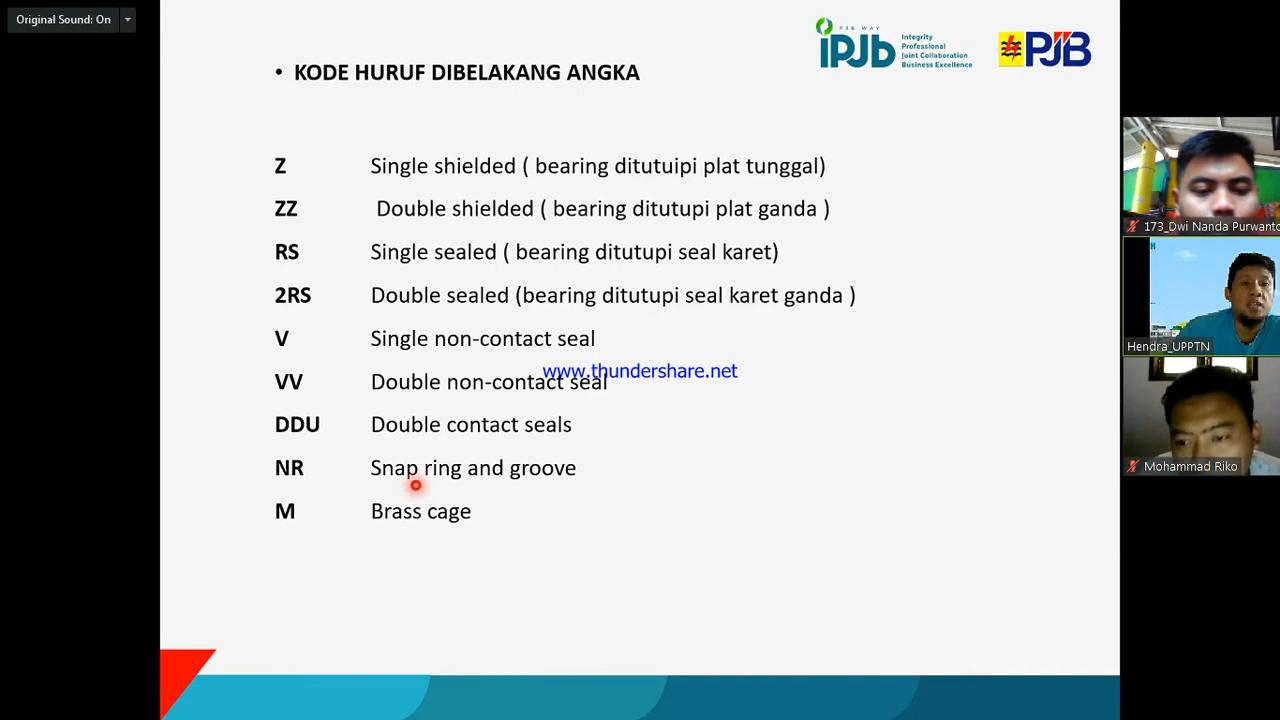 Original Sound: On
PJB WAY
iPJb
Integrity
Professional
Joint Collaboration
Business Excellence
PJB
• KODE HURUF DIBELAKANG ANGKA
Z Single shielded ( bearing ditutuipi plat tunggal)
ZZ Double shielded ( bearing ditutupi plat ganda )
RS Single sealed ( bearing ditutupi seal karet)
2RS Double sealed (bearing ditutupi seal karet ganda )
V Single non-contact seal
www.thundershare.net
VV Double non-contact seal
DDU Double contact seals
NR Snap ring and groove
M Brass cage
173_Dwi Nanda Purwanto
Hendra_UPPTN
Mohammad Riko